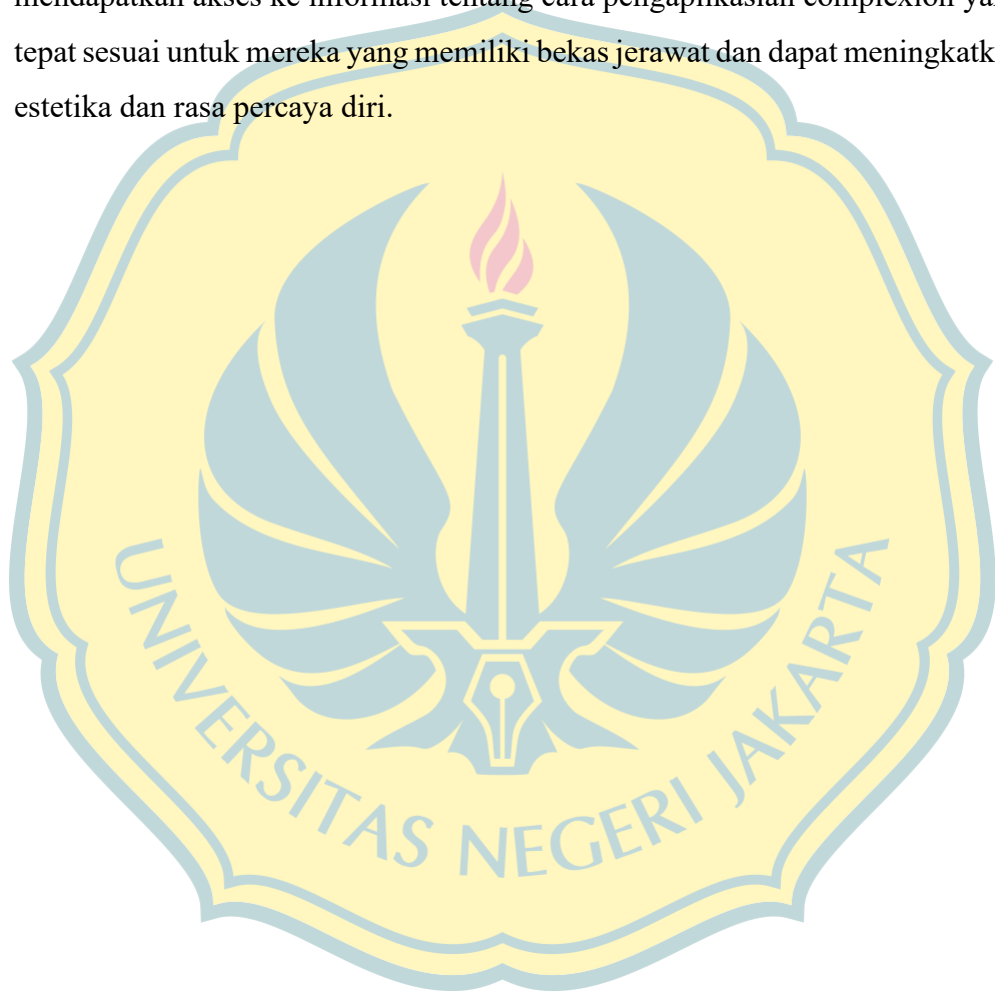 mendapatkan akses ke informasi tentang cara pengaplikasian complexion
tepat sesuai untuk mereka yang memiliki bekas jerawat dan dapat
estetika dan rasa percaya diri.
UNIVERSITAS NEGERI JAKARTA